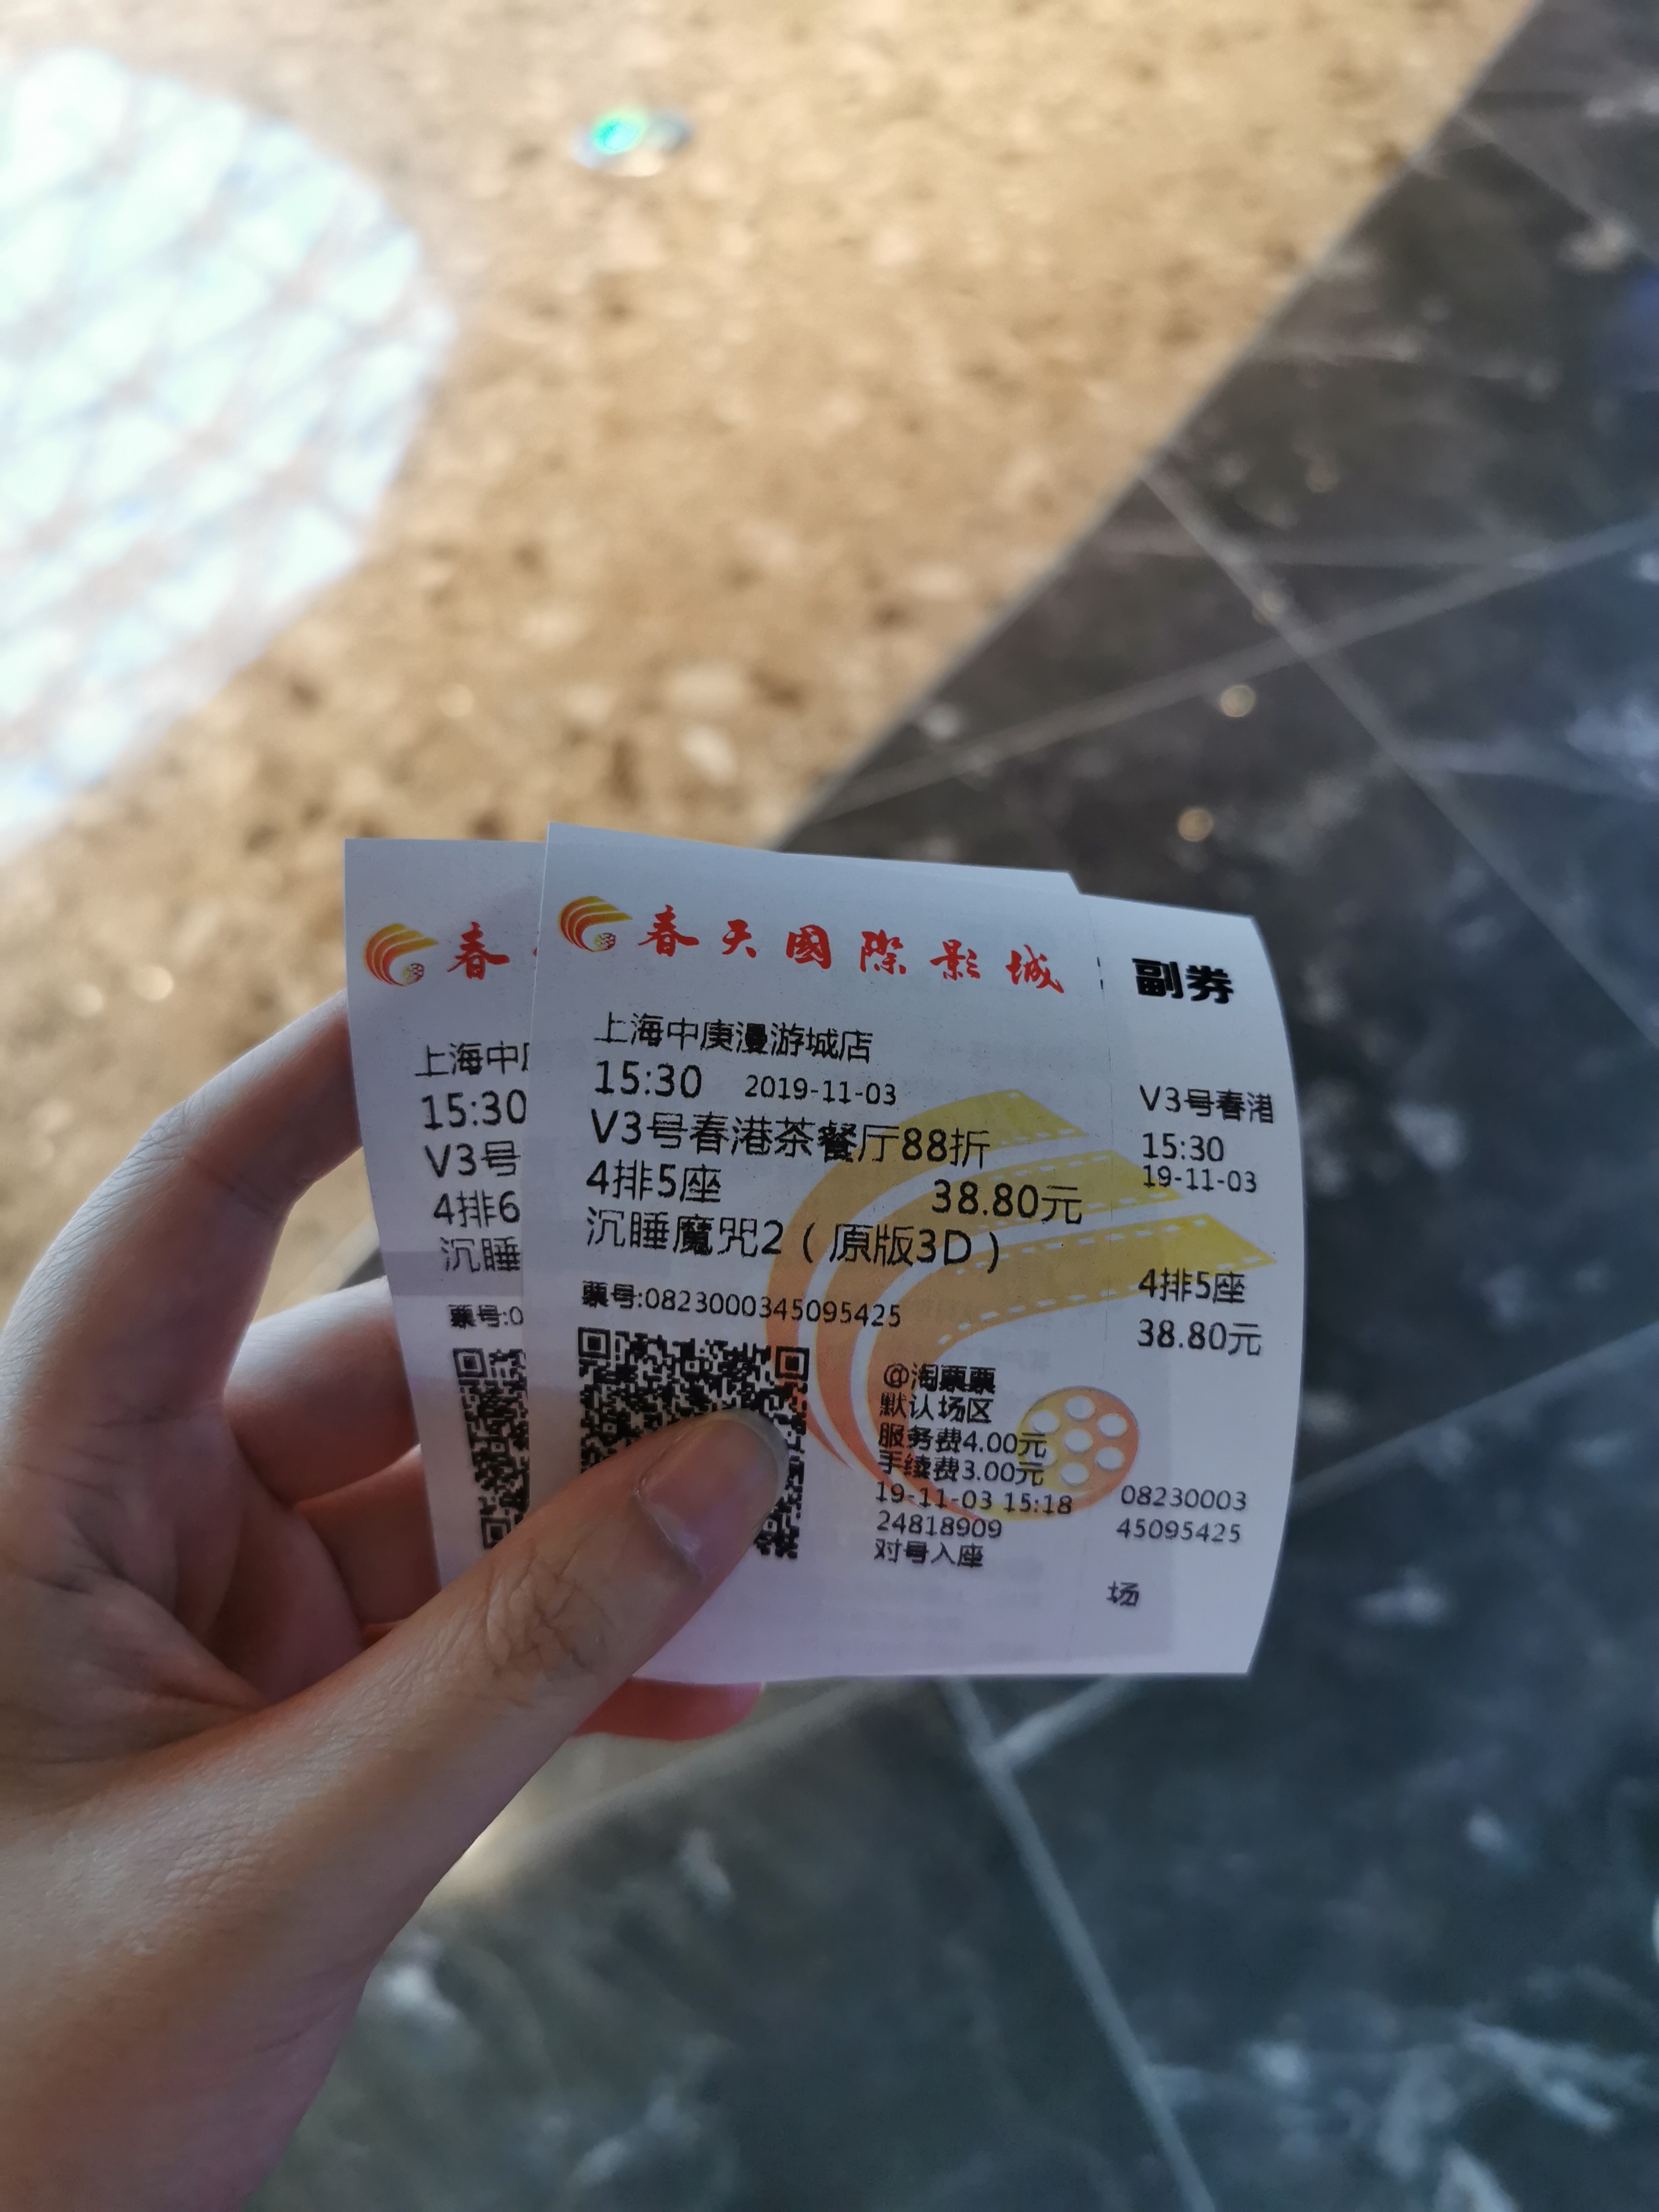 春
上海中
15:30
V3号
4排6
沉睡
票号:0
春天國際影城
上海中庚漫游城店
15:30 2019-11-03
V3号春港茶餐厅88折
4排5座 38.80元
沉睡魔咒2（原版3D）
票号:0823000345095425
@淘票票
默认场区
服务费4.00元
手续费3.00元
19-11-03 15:18
24818909
对号入座
副券
V3号春港
15:30
19-11-03
4排5座
38.80元
08230003
45095425
场